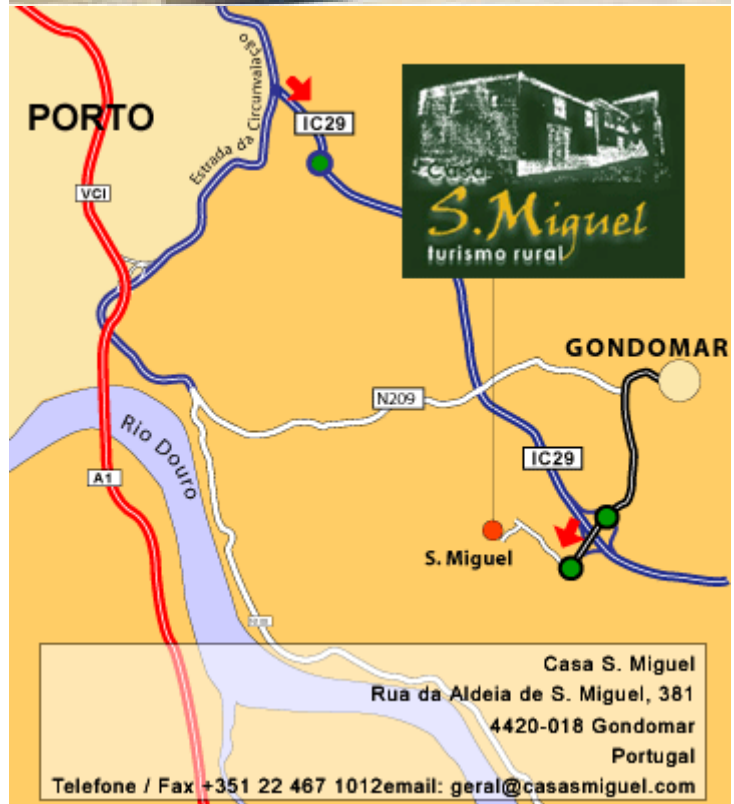 PORTO
Estrada da Circunvalação
IC29
VCI
Casa
S. Miguel
turismo rural
GONDOMAR
N209
Rio Douro
IC29
A1
S. Miguel
Casa S. Miguel
Rua da Aldeia de S. Miguel, 381
4420-018 Gondomar
Portugal
Telefone / Fax +351 22 467 1012email: geral@casasmiguel.com